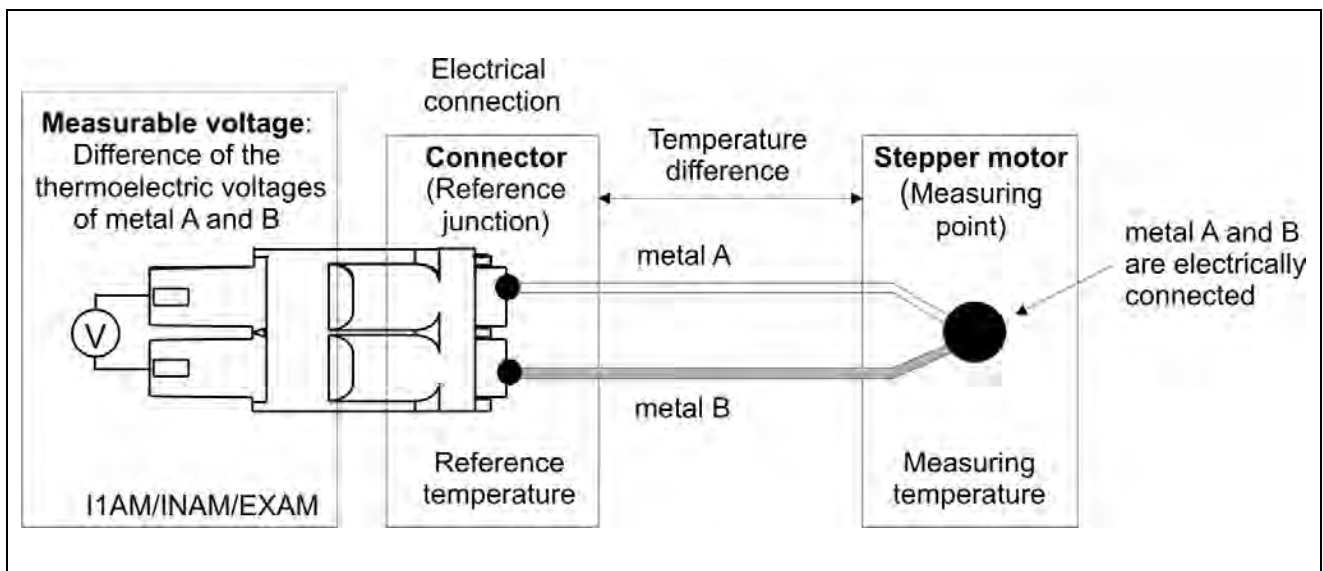 Electrical
connection
Measurable voltage:
Difference of the
thermoelectric voltages
of metal A and B
V
I1AM/INAM/EXAM
Connector
(Reference
junction)
Reference
temperature
Temperature
difference
metal A
metal B
Stepper motor
(Measuring
point)
Measuring
temperature
metal A and B
are electrically
connected